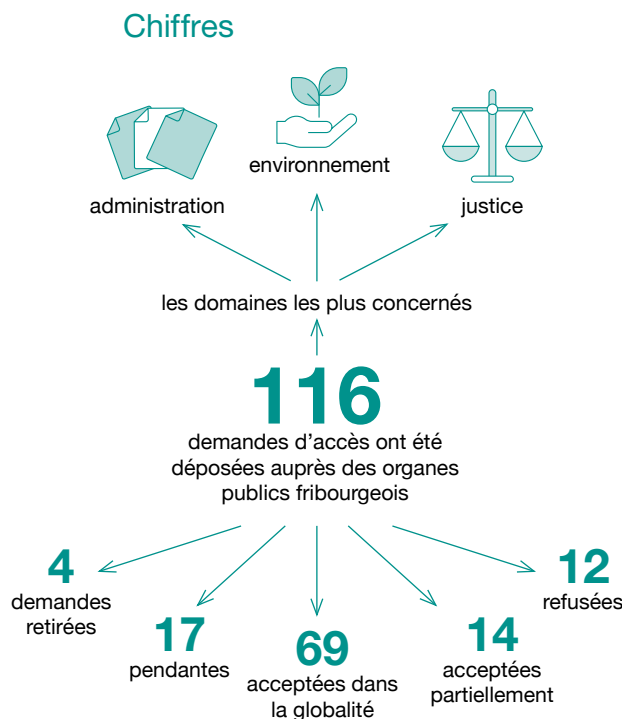 Chiffres
environnement
administration
justice
les domaines les plus concernés
116
demandes d’accès ont été
déposées auprès des organes
publics fribourgeois
4
demandes
retirées
17
pendantes
69
acceptées dans
la globalité
14
acceptées
partiellement
12
refusées